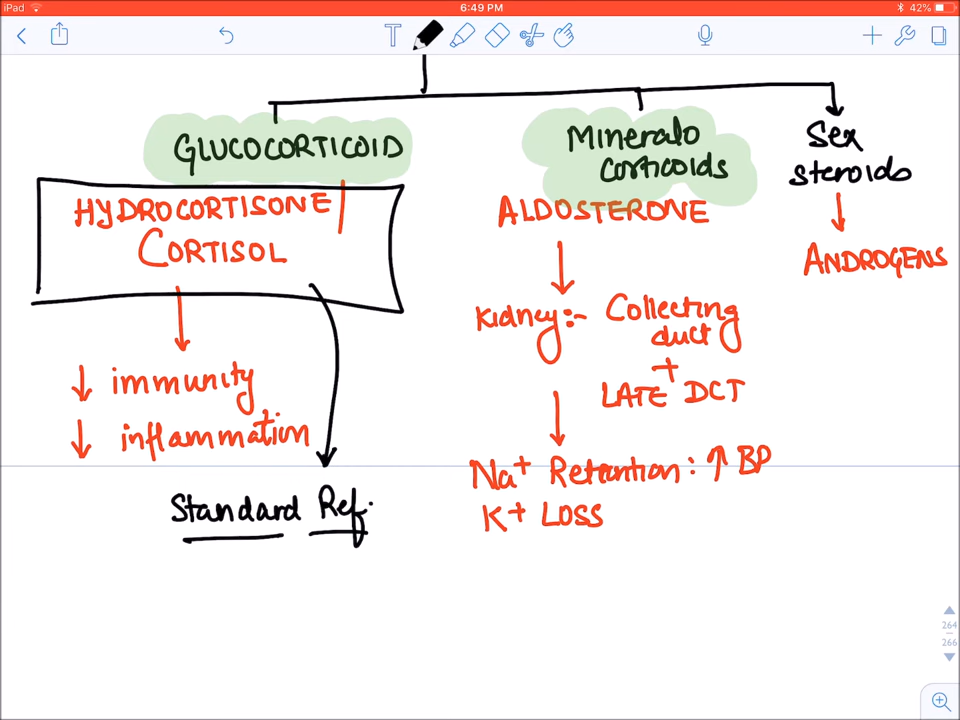 iPad
6:49 PM
42%
T
GLUCOCORTICOID
HYDROCORTISONE/
CORTISOL
↓ immunity
↓ inflammation
Standard Ref.
Mineralo
corticoids
ALDOSTERONE
Kidney:- Collecting
duct
+
LATE DCT
Na+ Retention: ↑ BP
K+ LOSS
Sex
steroids
ANDROGENS
264
266